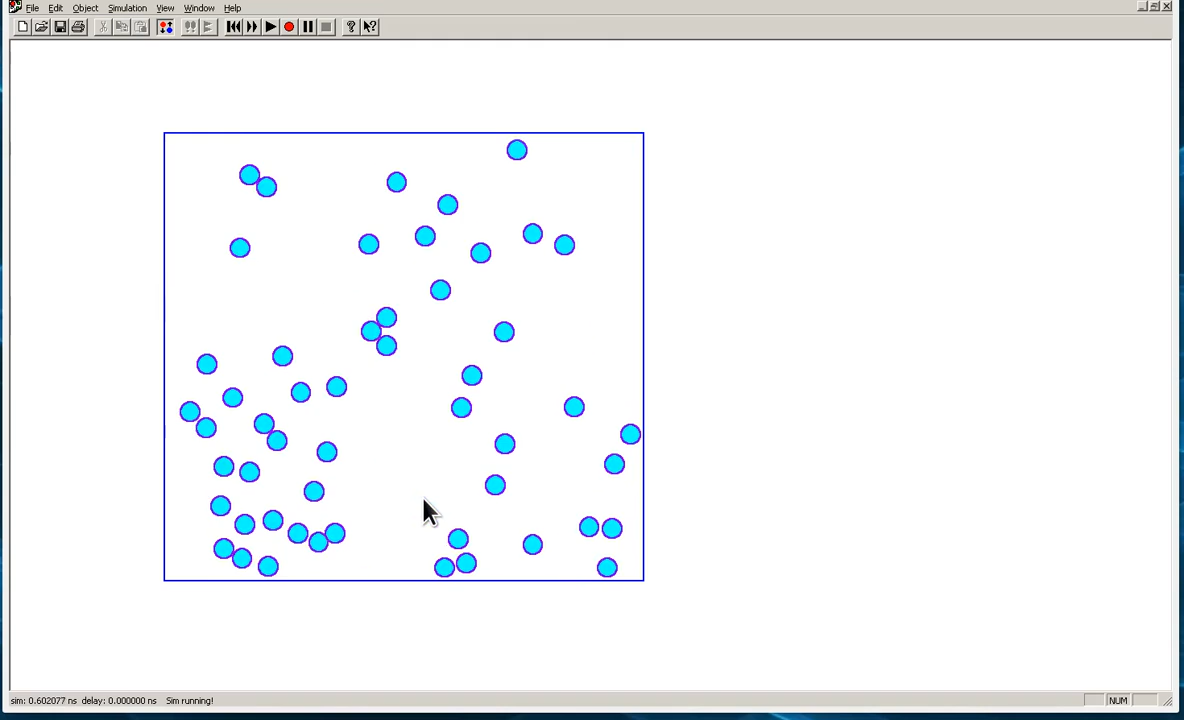 File Edit Object Simulation View Window Help
sim: 0.602077 ns delay: 0.000000 ns Sim running! NUM